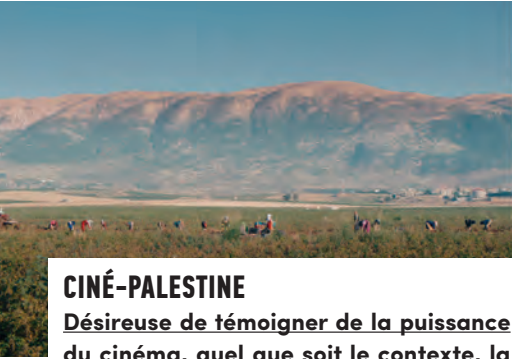 CINÉ-PALESTINE
Désireuse de témoigner de la puissance
du cinéma, quel que soit le contexte, la